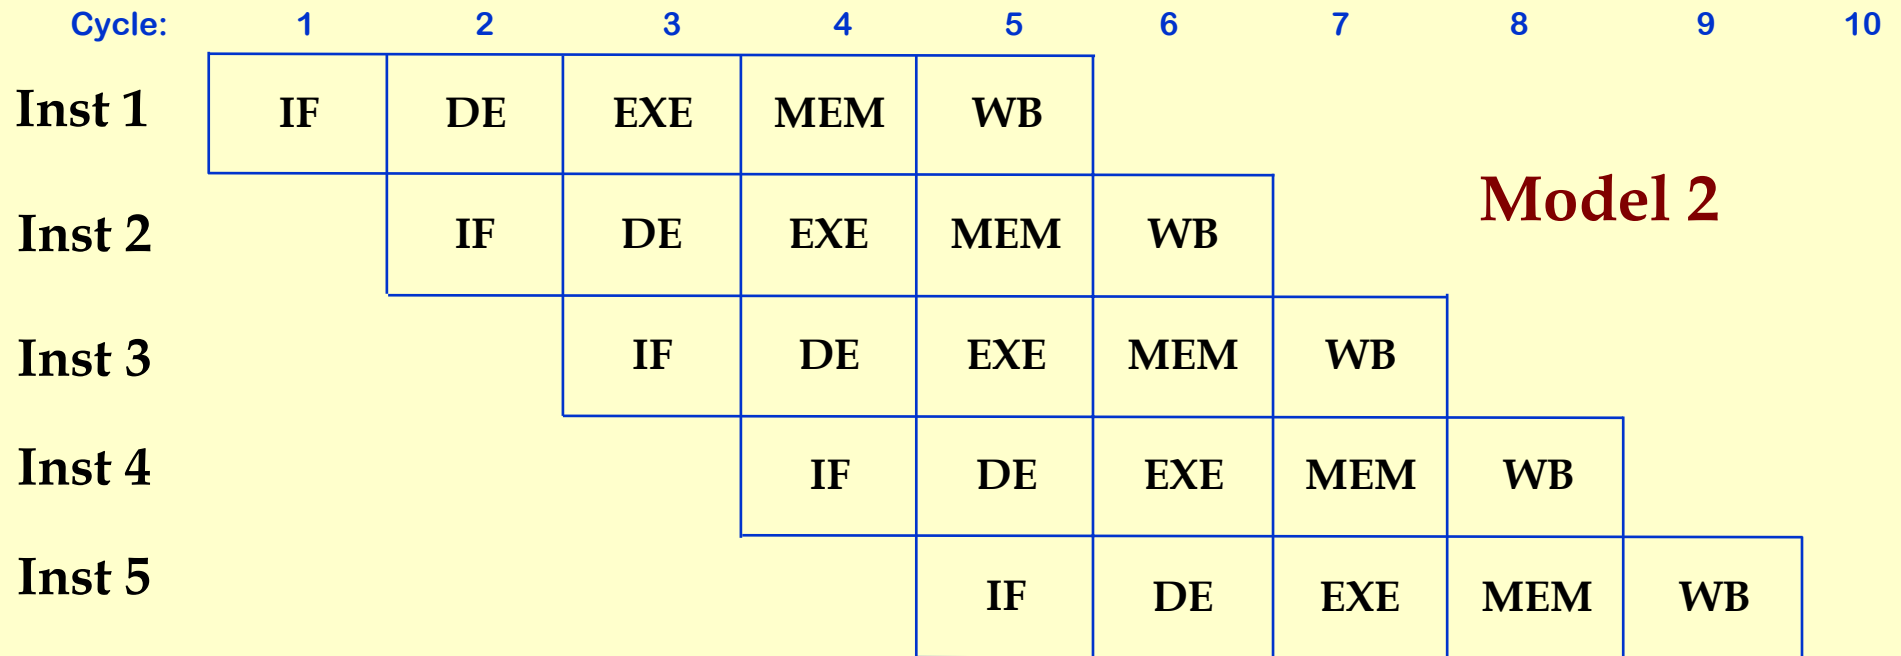 Cycle: 1 2 3 4 5 6 7 8 9 10
Inst 1 IF DE EXE MEM WB
Model 2
Inst 2 IF DE EXE MEM WB
Inst 3 IF DE EXE MEM WB
Inst 4 IF DE EXE MEM WB
Inst 5 IF DE EXE MEM WB